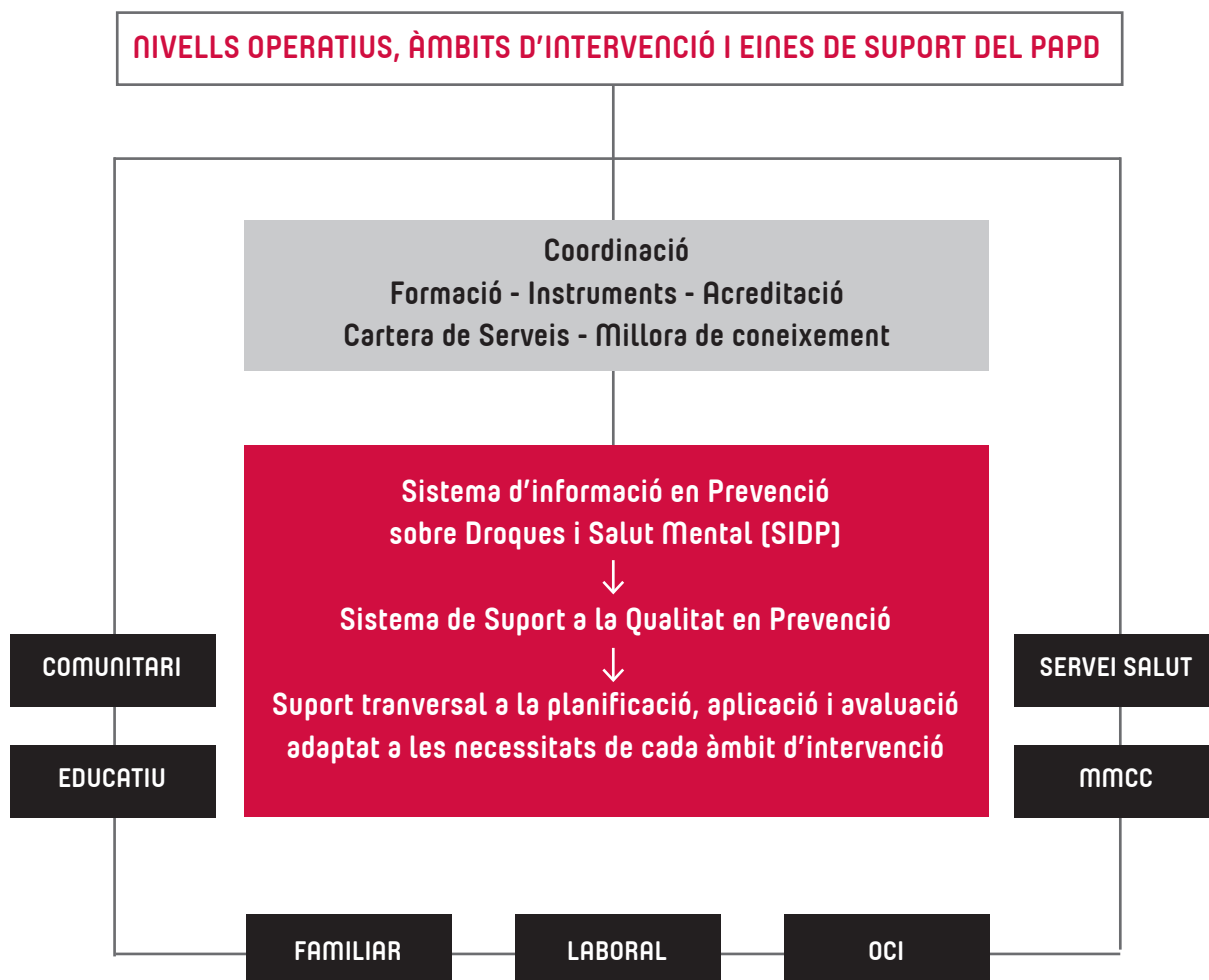 NIVELLS OPERATIUS, ÀMBITS D'INTERVENCIÓ I EINES DE SUPORT DEL PAPD
Coordinació
Formació - Instruments - Acreditació
Cartera de Serveis - Millora de coneixement
Sistema d'informació en Prevenció
sobre Droques i Salut Mental (SIDP)
↓
Sistema de Suport a la Qualitat en Prevenció
↓
Suport tranversal a la planificació, aplicació i avaluació
adaptat a les necessitats de cada àmbit d'intervenció
COMUNITARI
EDUCATIU
SERVEI SALUT
MMCC
FAMILIAR
LABORAL
OCI